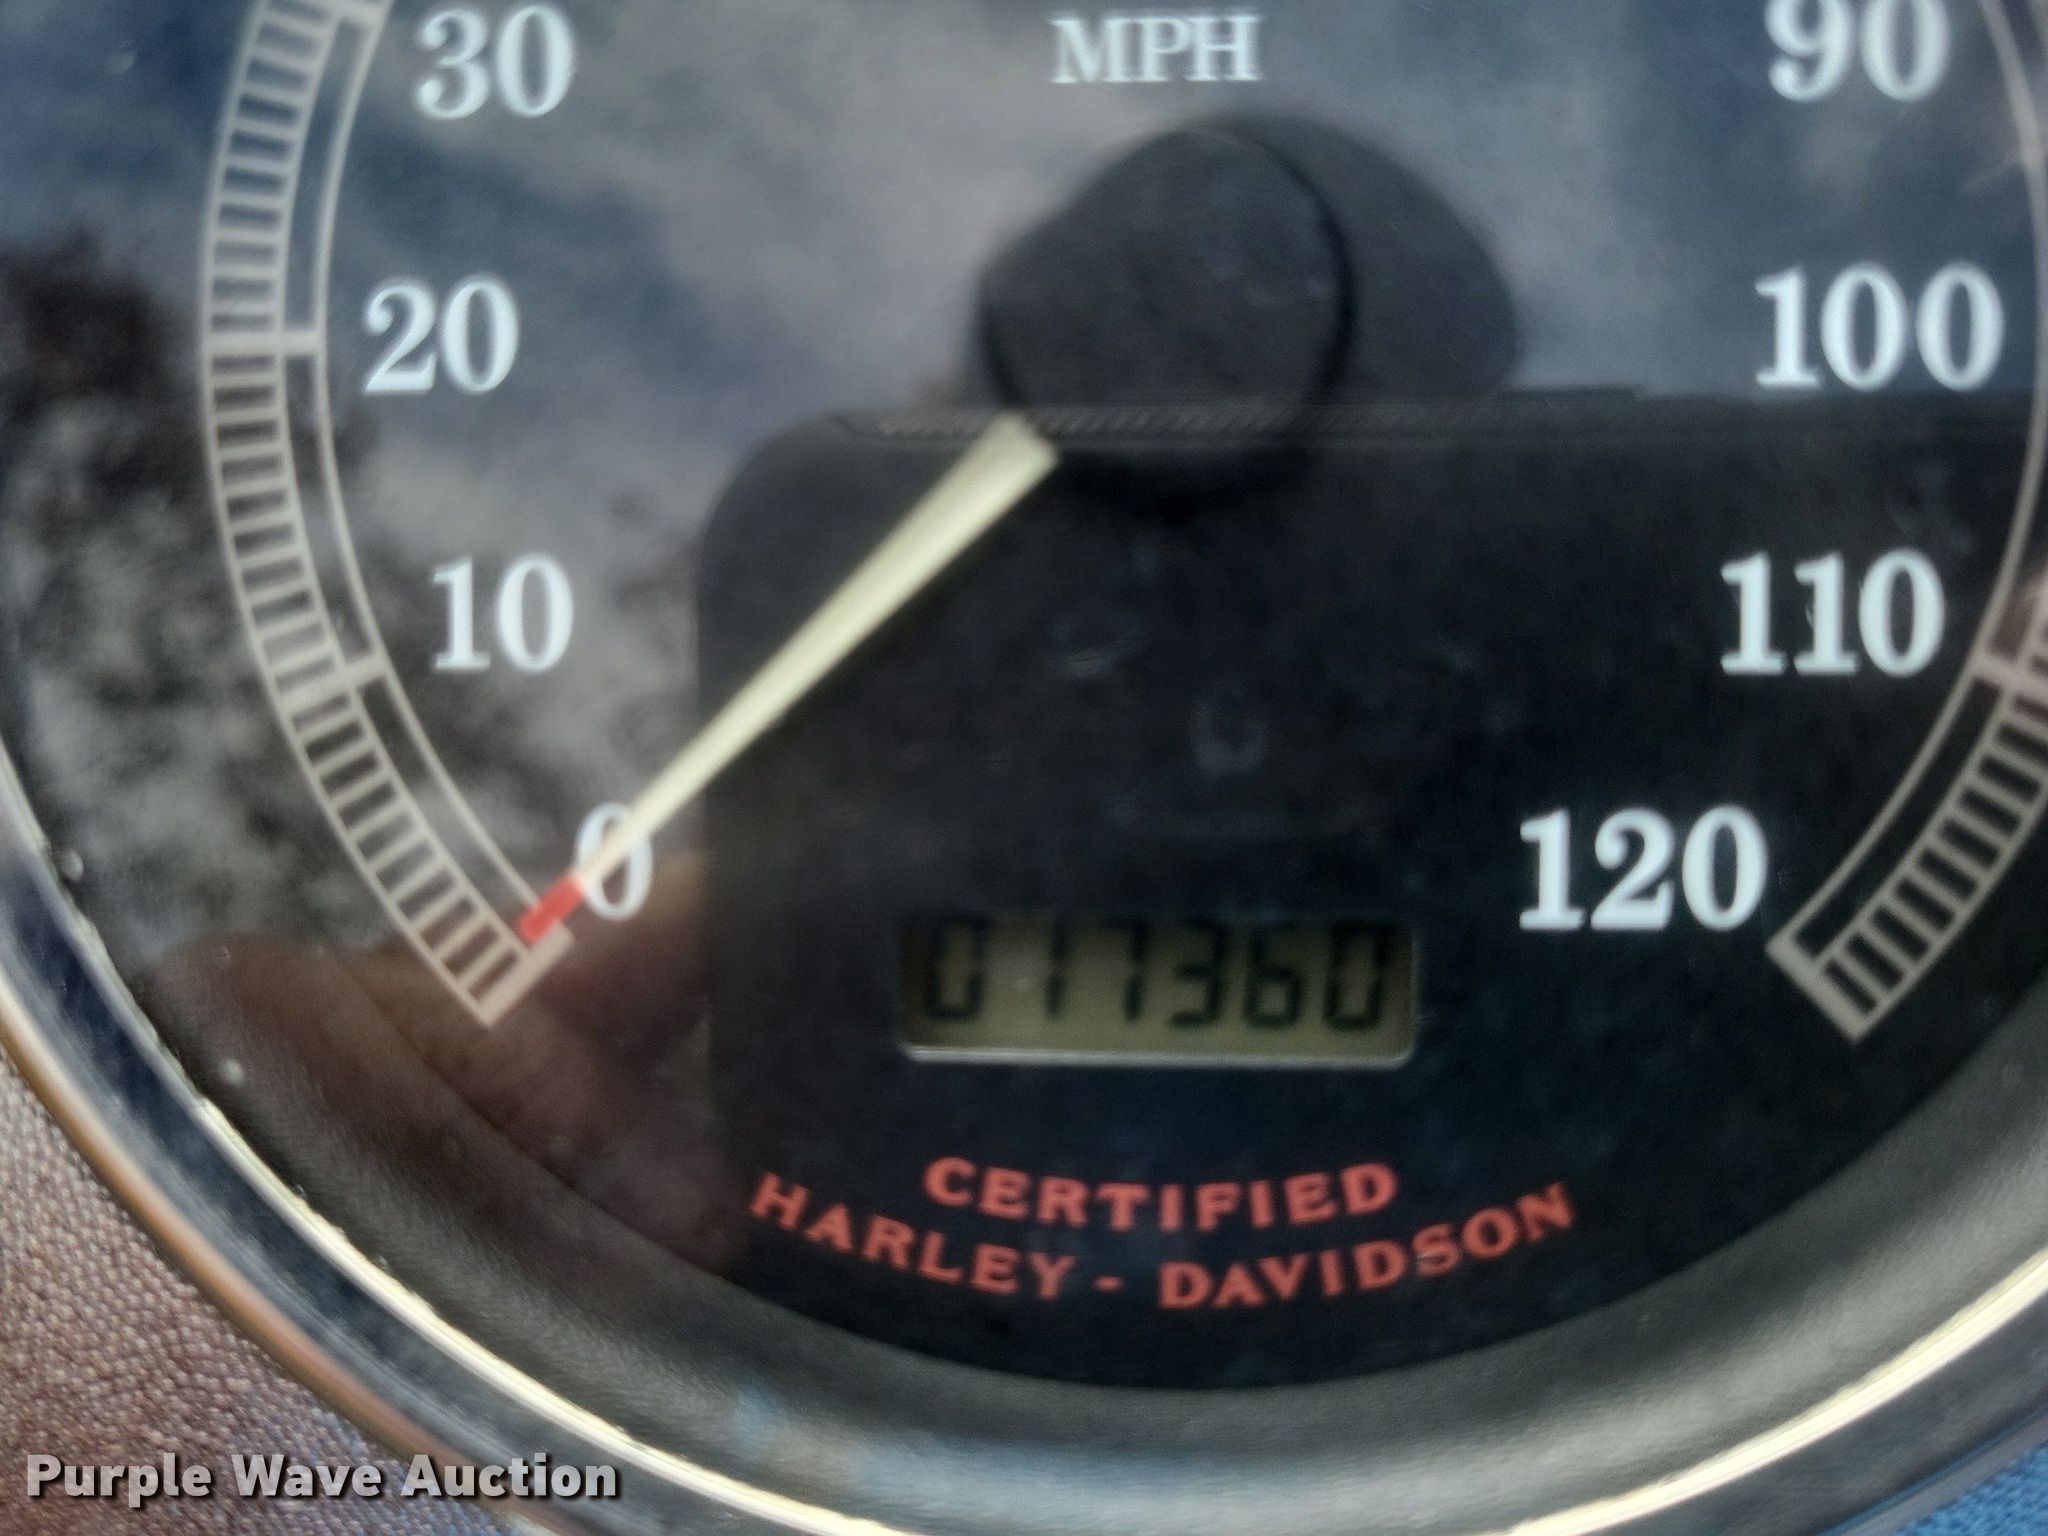 30
MPH
90
20
100
10
110
0
120
017360
CERTIFIED
HARLEY - DAVIDSON
Purple Wave Auction